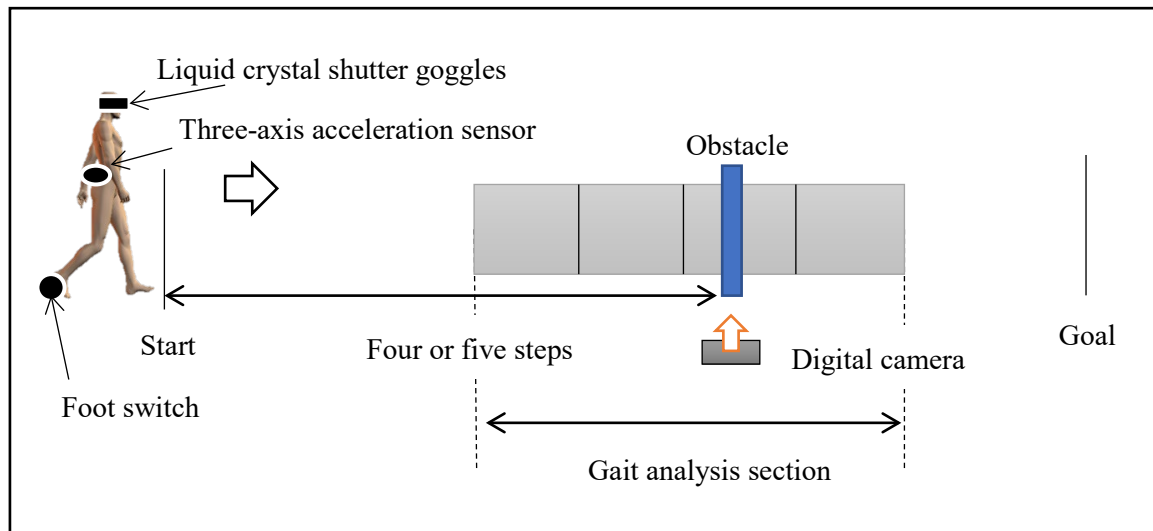 Liquid crystal shutter goggles
Three-axis acceleration sensor
Obstacle
Start
Four or five steps
Digital camera
Goal
Foot switch
Gait analysis section